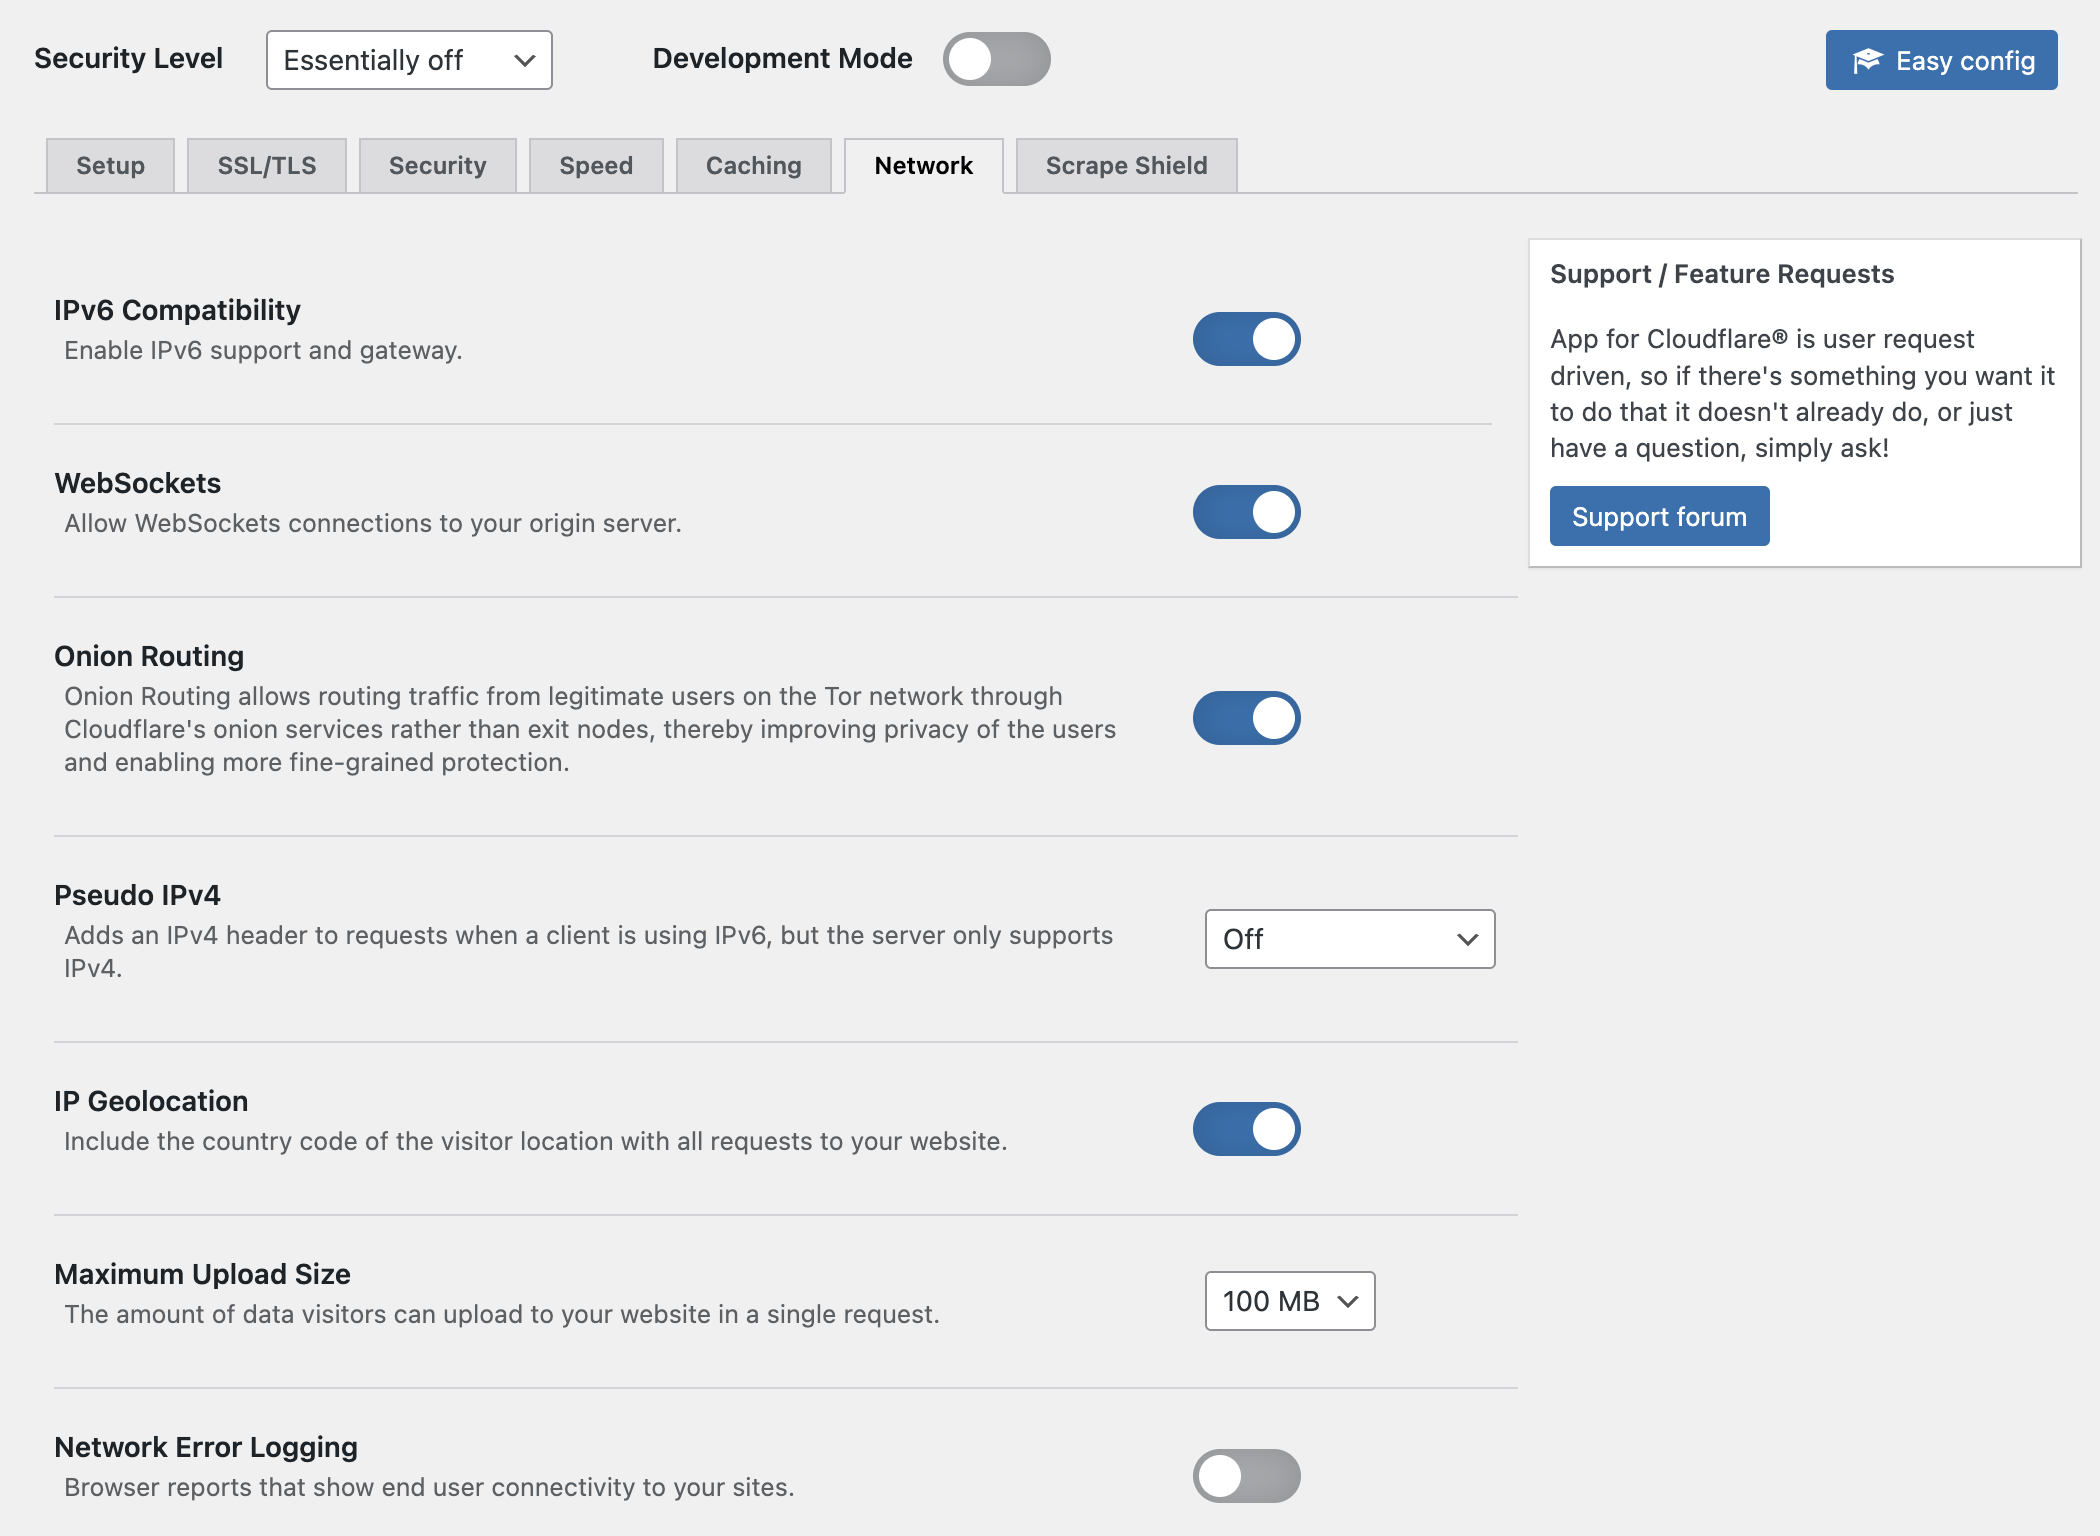 Security Level
Essentially off
Development Mode
Easy config
Setup
SSL/TLS
Security
Speed
Caching
Network
Scrape Shield
IPv6 Compatibility
Enable IPv6 support and gateway.
WebSockets
Allow WebSockets connections to your origin server.
Onion Routing
Onion Routing allows routing traffic from legitimate users on the Tor network through
Cloudflare's onion services rather than exit nodes, thereby improving privacy of the users
and enabling more fine-grained protection.
Pseudo IPv4
Adds an IPv4 header to requests when a client is using IPv6, but the server only supports
IPv4.
Off
IP Geolocation
Include the country code of the visitor location with all requests to your website.
Maximum Upload Size
The amount of data visitors can upload to your website in a single request.
100 MB
Network Error Logging
Browser reports that show end user connectivity to your sites.
Support / Feature Requests
App for Cloudflare® is user request
driven, so if there's something you want it
to do that it doesn't already do, or just
have a question, simply ask!
Support forum